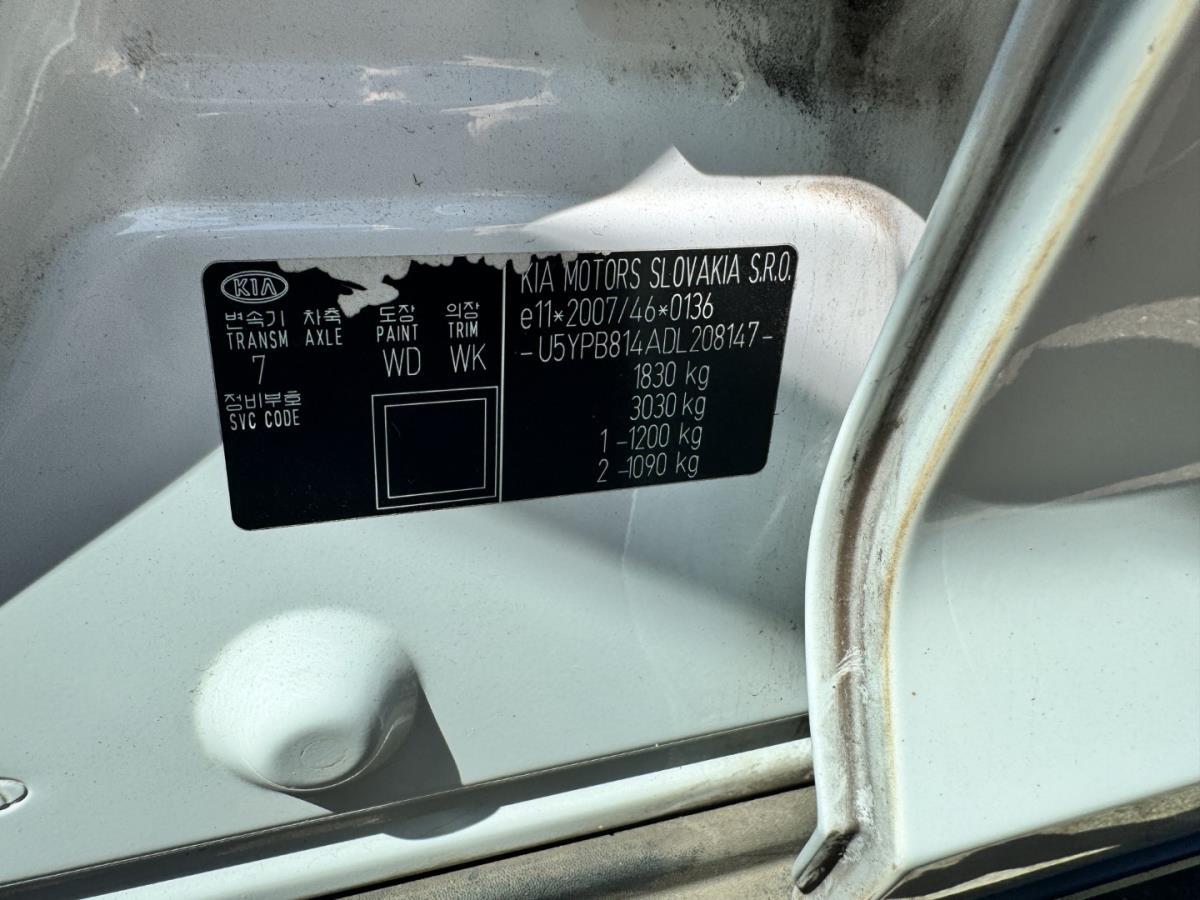 KIA
변속기 차축 도장 의장
TRANSM AXLE PAINT TRIM
7 WD WK
정비부호
SVC CODE
KIA MOTORS SLOVAKIA S.R.O.
e11*2007/46*0136
-U5YPB814ADL208147-
1830 kg
3030 kg
1 -1200 kg
2 -1090 kg